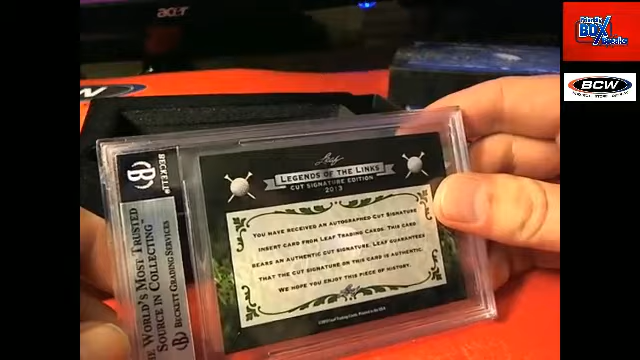 acer
BOX
BCW
BECKETT
THE WORLD'S MOST TRUSTED
SOURCE IN COLLECTING
BECKETT GRADING SERVICES
Leaf
LEGENDS OF THE LINKS
CUT SIGNATURE EDITION
2013
YOU HAVE RECEIVED AN AUTOGRAPHED CUT SIGNATURE
INSERT CARD FROM LEAF TRADING CARDS. THIS CARD
BEARS AN AUTHENTIC CUT SIGNATURE. LEAF GUARANTEES
THAT THE CUT SIGNATURE ON THIS CARD IS AUTHENTIC.
WE HOPE YOU ENJOY THIS PIECE OF HISTORY.
Leaf